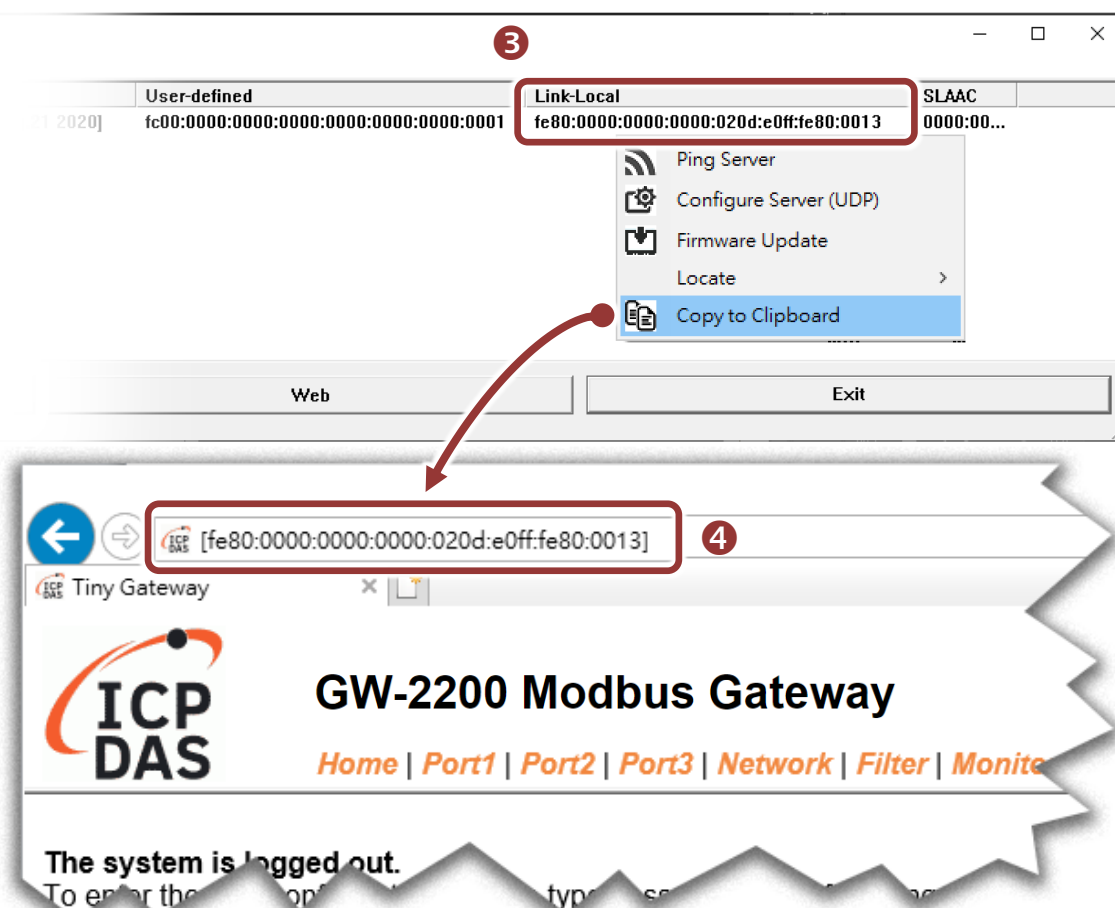 ❸
User-defined Link-Local SLAAC
2020] fc00:0000:0000:0000:0000:0000:0000:0001 fe80:0000:0000:0000:020d:e0ff:fe80:0013 0000:00...
Ping Server
Configure Server (UDP)
Firmware Update
Locate
Copy to Clipboard
Web Exit
[fe80:0000:0000:0000:020d:e0ff:fe80:0013] ❹
Tiny Gateway
ICP DAS
GW-2200 Modbus Gateway
Home | Port1 | Port2 | Port3 | Network | Filter |
The system is logged out.